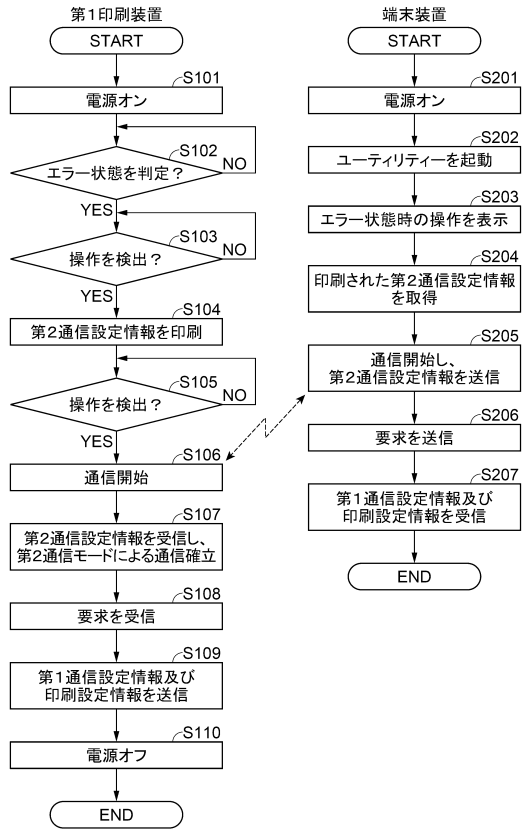 第1印刷装置
START
S101
電源オン
S102
エラー状態を判定？
NO
YES
S103
操作を検出？
NO
YES
S104
第2通信設定情報を印刷
S105
操作を検出？
NO
YES
S106
通信開始
S107
第2通信設定情報を受信し、
第2通信モードによる通信確立
S108
要求を受信
S109
第1通信設定情報及び
印刷設定情報を送信
S110
電源オフ
END
端末装置
START
S201
電源オン
S202
ユーティリティーを起動
S203
エラー状態時の操作を表示
S204
印刷された第2通信設定情報
を取得
S205
通信開始し、
第2通信設定情報を送信
S206
要求を送信
S207
第1通信設定情報及び
印刷設定情報を受信
END